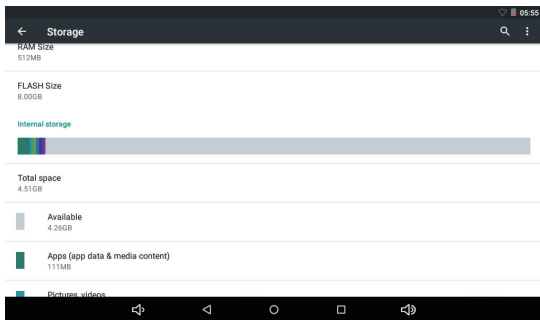 05:55
Storage
RAM Size
512MB
FLASH Size
8.00GB
Internal storage
Total space
4.51GB
Available
4.26GB
Apps (app data & media content)
111MB
Pictures, videos